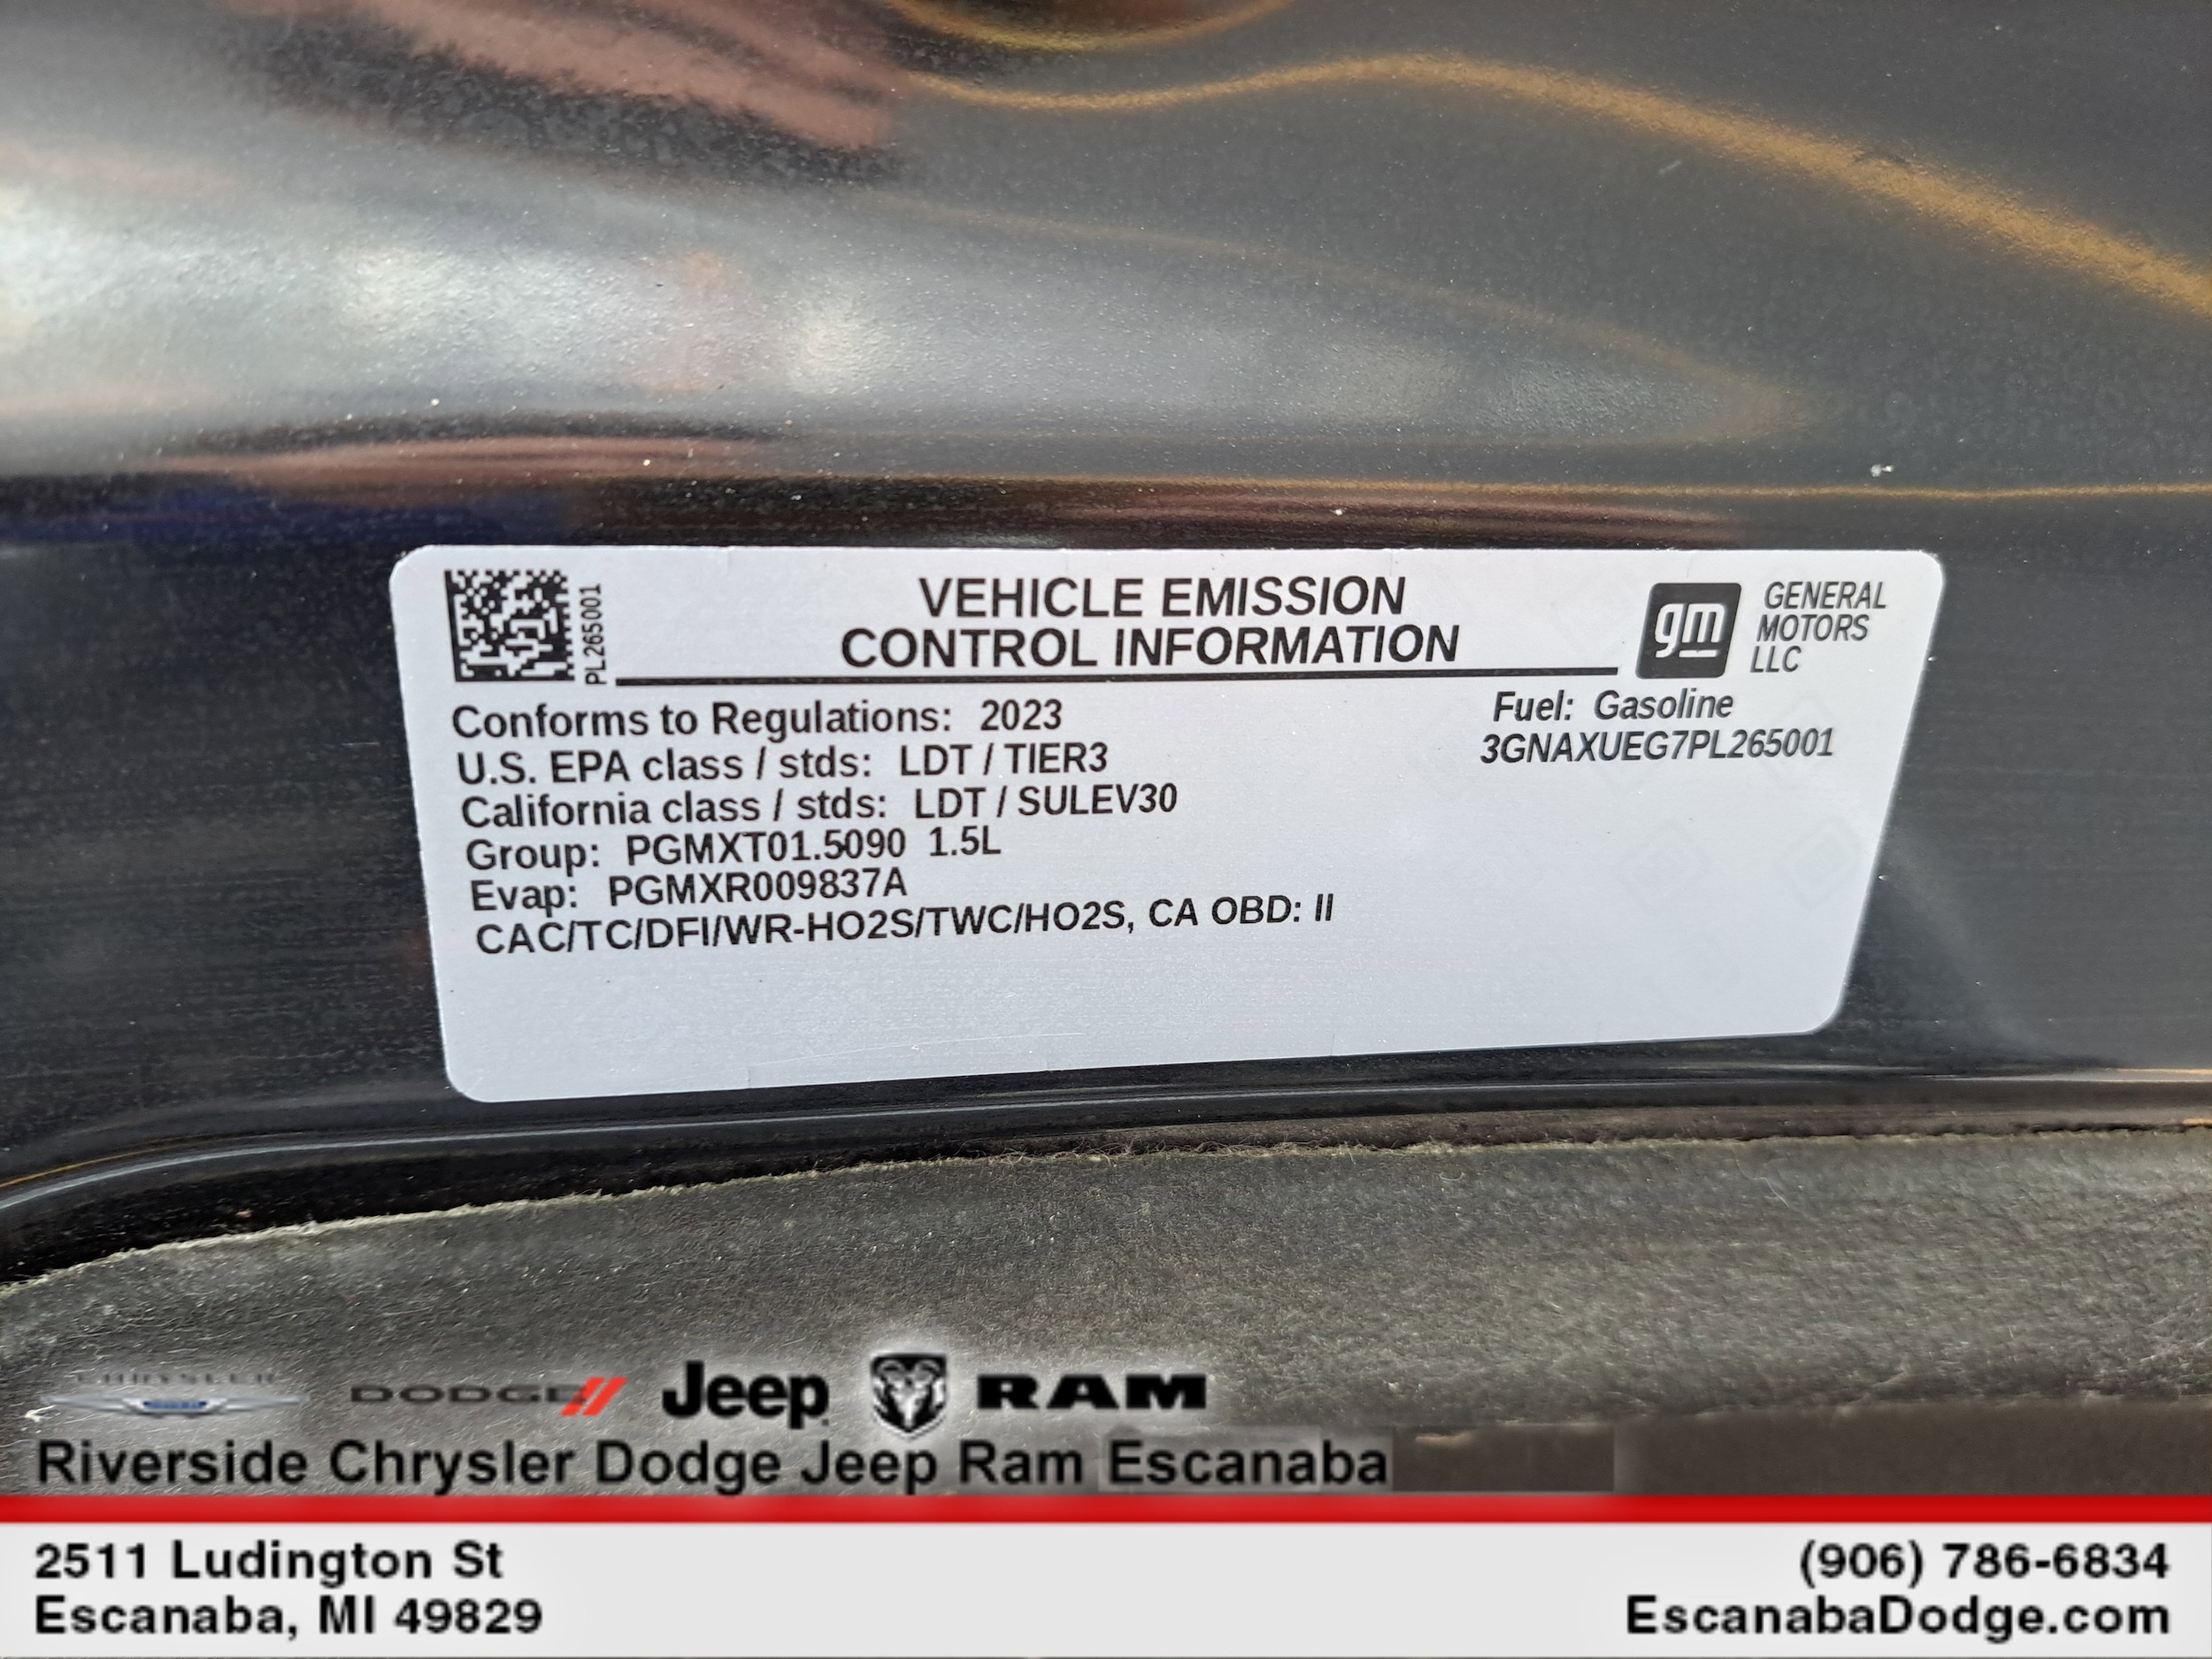 PL265001
VEHICLE EMISSION
CONTROL INFORMATION
gm
GENERAL
MOTORS
LLC
Conforms to Regulations: 2023
U.S. EPA class / stds: LDT / TIER3
California class / stds: LDT / SULEV30
Group: PGMXT01.5090 1.5L
Evap: PGMXR009837A
CAC/TC/DFI/WR-HO2S/TWC/HO2S, CA OBD: II
Fuel: Gasoline
3GNAXUEG7PL265001
CHRYSLER DODGE Jeep RAM
Riverside Chrysler Dodge Jeep Ram Escanaba
2511 Ludington St
Escanaba, MI 49829
(906) 786-6834
EscanabaDodge.com